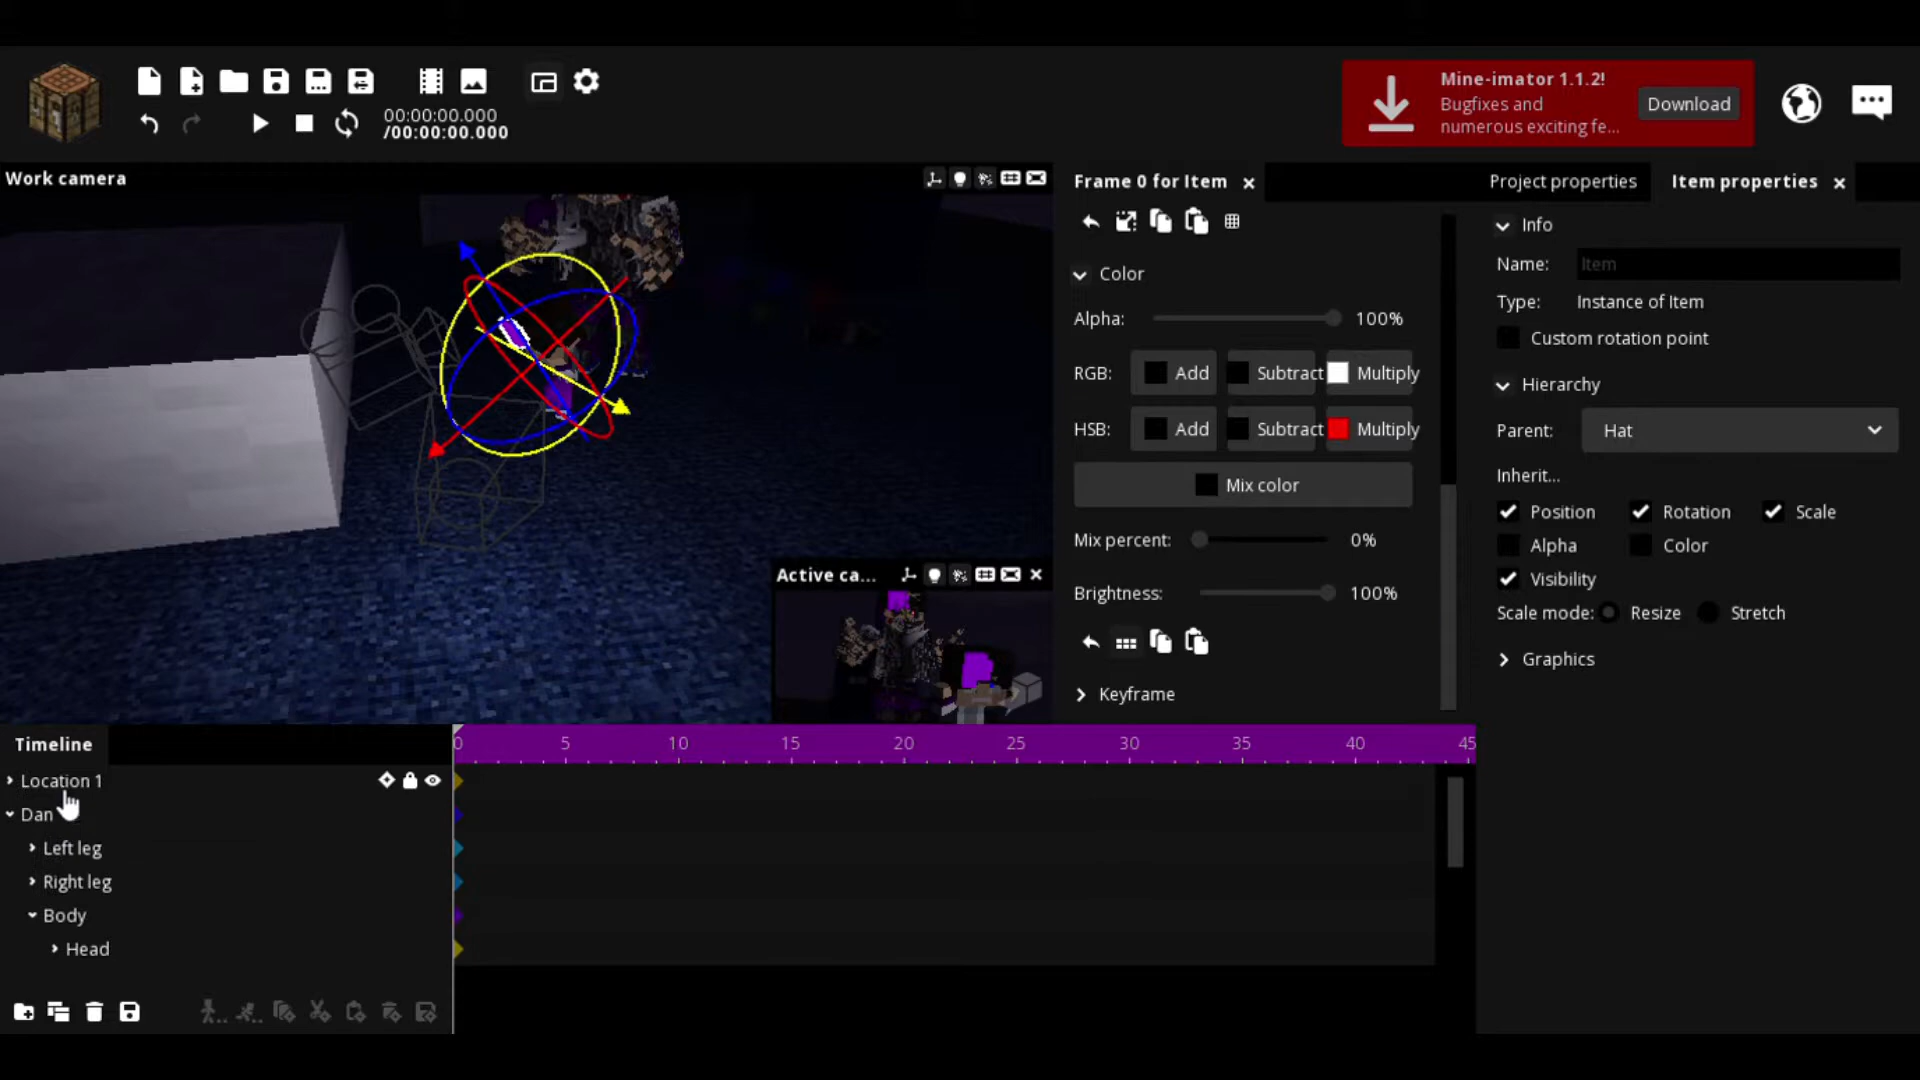 00:00:00.000
/00:00:00.000
Mine-imator 1.1.2!
Bugfixes and
numerous exciting fe...
Download
Work camera
Frame 0 for Item
Project properties
Item properties
Color
Alpha: 100%
RGB: Add Subtract Multiply
HSB: Add Subtract Multiply
Mix color
Mix percent: 0%
Brightness: 100%
Keyframe
Info
Name: Item
Type: Instance of Item
Custom rotation point
Hierarchy
Parent: Hat
Inherit...
Position Rotation Scale
Alpha Color
Visibility
Scale mode: Resize Stretch
Graphics
Active ca...
Timeline
0 5 10 15 20 25 30 35 40 45
Location 1
Dan
Left leg
Right leg
Body
Head